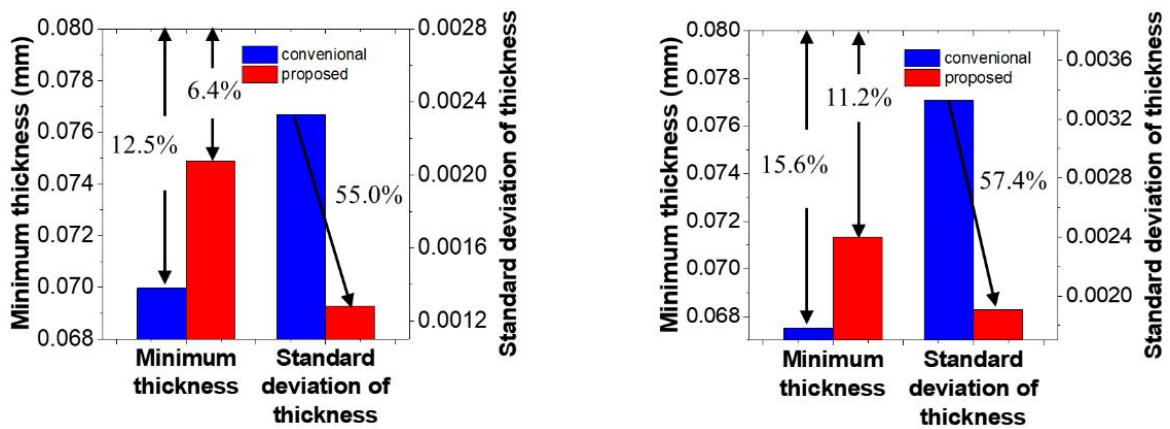 0.080
0.078
0.076
0.074
0.072
0.070
0.068
Minimum thickness (mm)
convenional
proposed
6.4%
12.5%
55.0%
0.0028
0.0024
0.0020
0.0016
0.0012
Standard deviation of thickness
Minimum
thickness
Standard
deviation of
thickness
0.080
0.078
0.076
0.074
0.072
0.070
0.068
Minimum thickness (mm)
convenional
proposed
11.2%
15.6%
57.4%
0.0036
0.0032
0.0028
0.0024
0.0020
Standard deviation of thickness
Minimum
thickness
Standard
deviation of
thickness